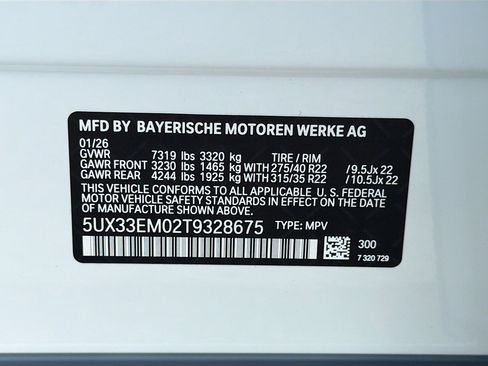 MFD BY BAYERISCHE MOTOREN WERKE AG
01/26
GVWR 7319 lbs 3320 kg TIRE / RIM
GAWR FRONT 3230 lbs 1465 kg WITH 275/40 R22 / 9.5Jx 22
GAWR REAR 4244 lbs 1925 kg WITH 315/35 R22 / 10.5Jx 22
THIS VEHICLE CONFORMS TO ALL APPLICABLE U. S. FEDERAL
MOTOR VEHICLE SAFETY STANDARDS IN EFFECT ON THE
DATE OF MANUFACTURE SHOWN ABOVE.
5UX33EM02T9328675 TYPE: MPV
300
7 320 729